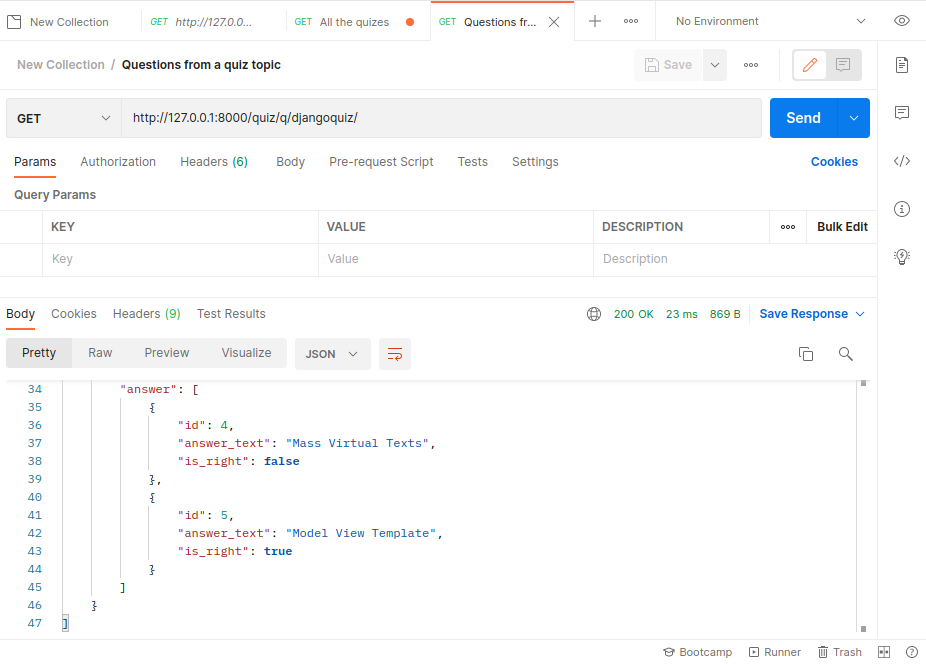 New Collection GET http://127.0.0... GET All the quizes GET Questions fr... No Environment
New Collection / Questions from a quiz topic Save
GET http://127.0.0.1:8000/quiz/q/djangoquiz/ Send
Params Authorization Headers (6) Body Pre-request Script Tests Settings Cookies
Query Params
KEY VALUE DESCRIPTION Bulk Edit
Key Value Description
Body Cookies Headers (9) Test Results 200 OK 23 ms 869 B Save Response
Pretty Raw Preview Visualize JSON
34 "answer": [
35 {
36 "id": 4,
37 "answer_text": "Mass Virtual Texts",
38 "is_right": false
39 },
40 {
41 "id": 5,
42 "answer_text": "Model View Template",
43 "is_right": true
44 }
45 ]
46 }
47 ]
Bootcamp Runner Trash